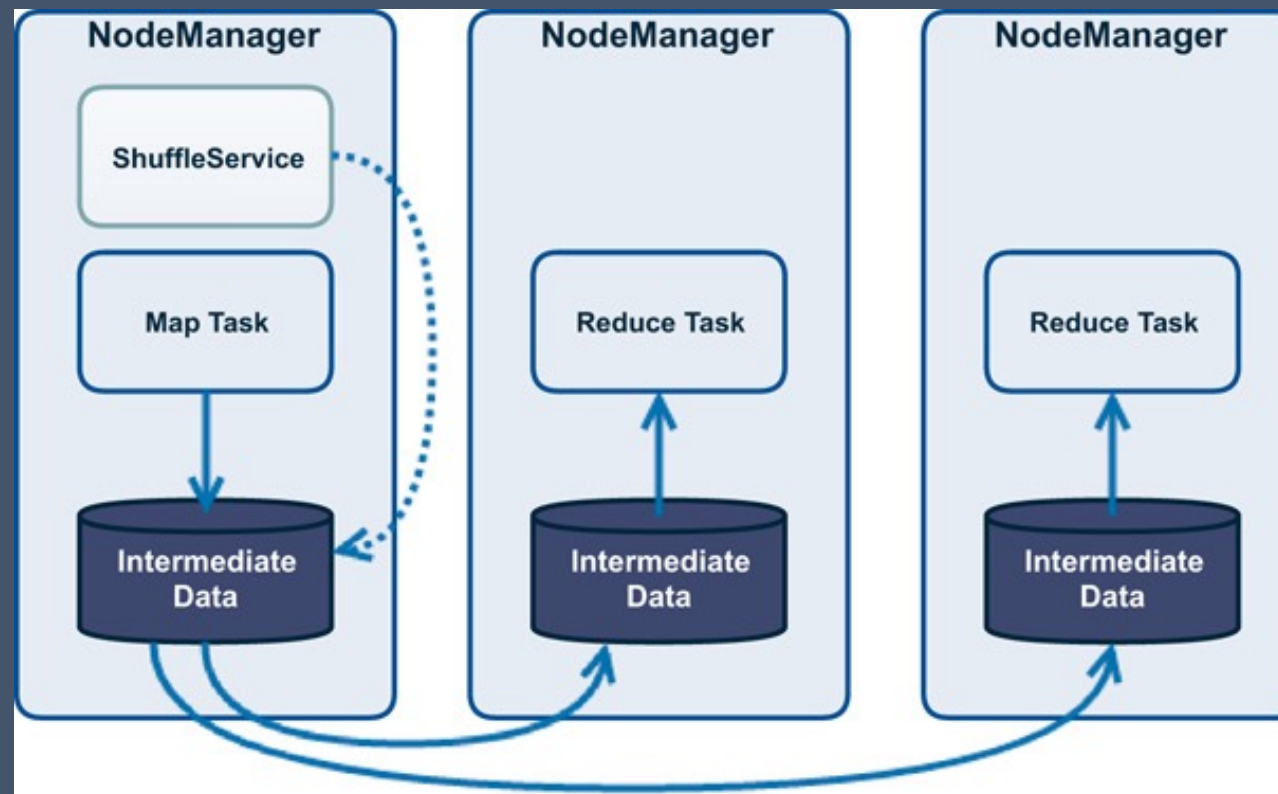 NodeManager
ShuffleService
Map Task
Intermediate
Data
NodeManager
Reduce Task
Intermediate
Data
NodeManager
Reduce Task
Intermediate
Data